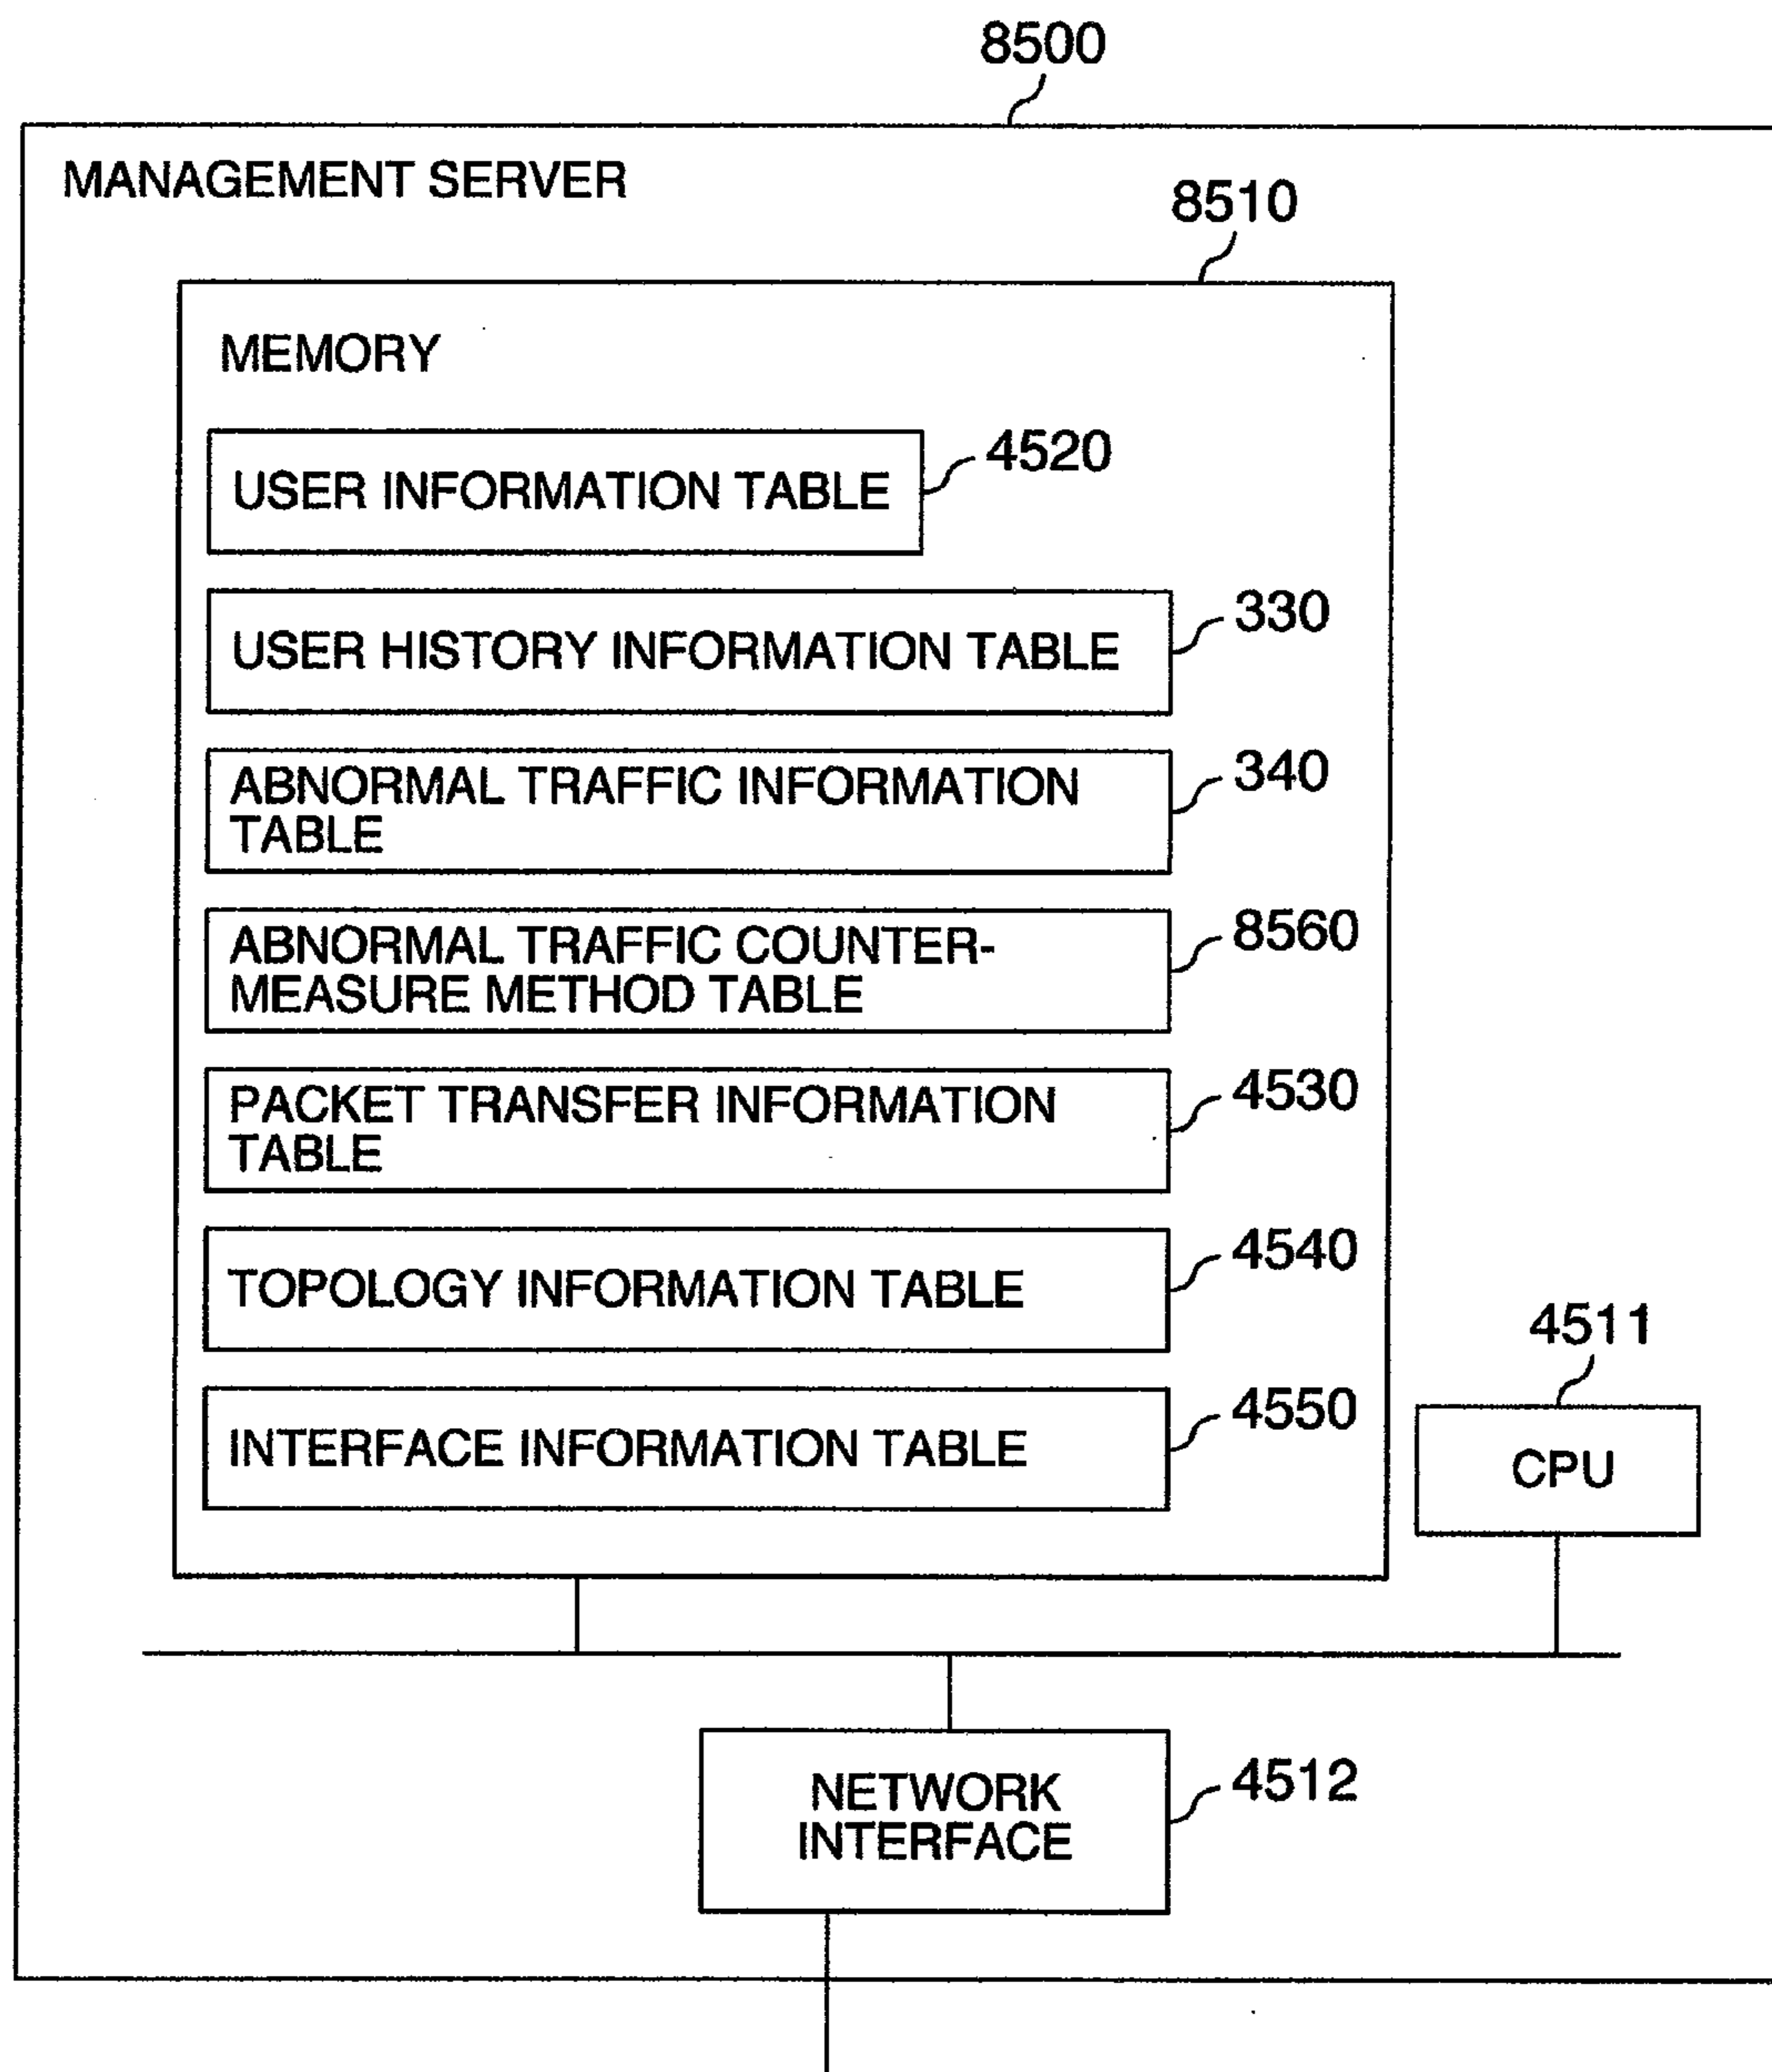 8500
MANAGEMENT SERVER
8510
MEMORY
4520
USER INFORMATION TABLE
330
USER HISTORY INFORMATION TABLE
340
ABNORMAL TRAFFIC INFORMATION
TABLE
8560
ABNORMAL TRAFFIC COUNTER-
MEASURE METHOD TABLE
4530
PACKET TRANSFER INFORMATION
TABLE
4540
TOPOLOGY INFORMATION TABLE
4511
4550
INTERFACE INFORMATION TABLE
CPU
4512
NETWORK
INTERFACE